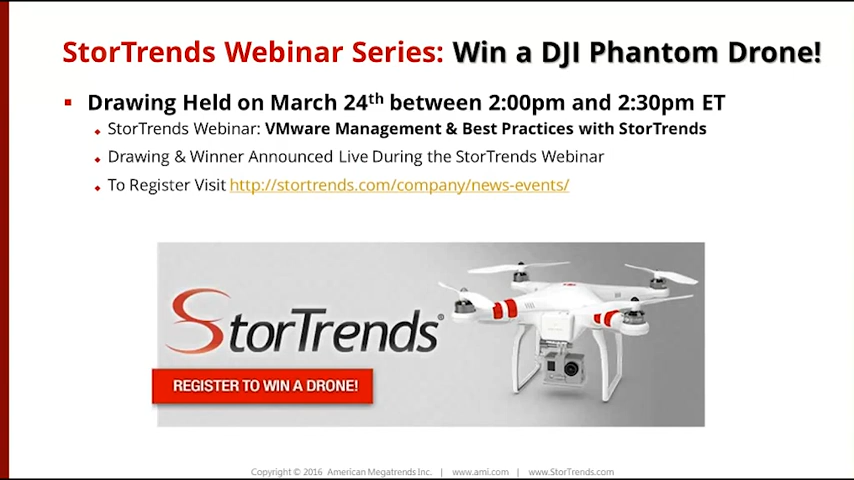 StorTrends Webinar Series: Win a DJI Phantom Drone!
Drawing Held on March 24th between 2:00pm and 2:30pm ET
StorTrends Webinar: VMware Management & Best Practices with StorTrends
Drawing & Winner Announced Live During the StorTrends Webinar
To Register Visit http://stortrends.com/company/news-events/
StorTrends®
REGISTER TO WIN A DRONE!
Copyright © 2016 American Megatrends Inc. | www.ami.com | www.StorTrends.com